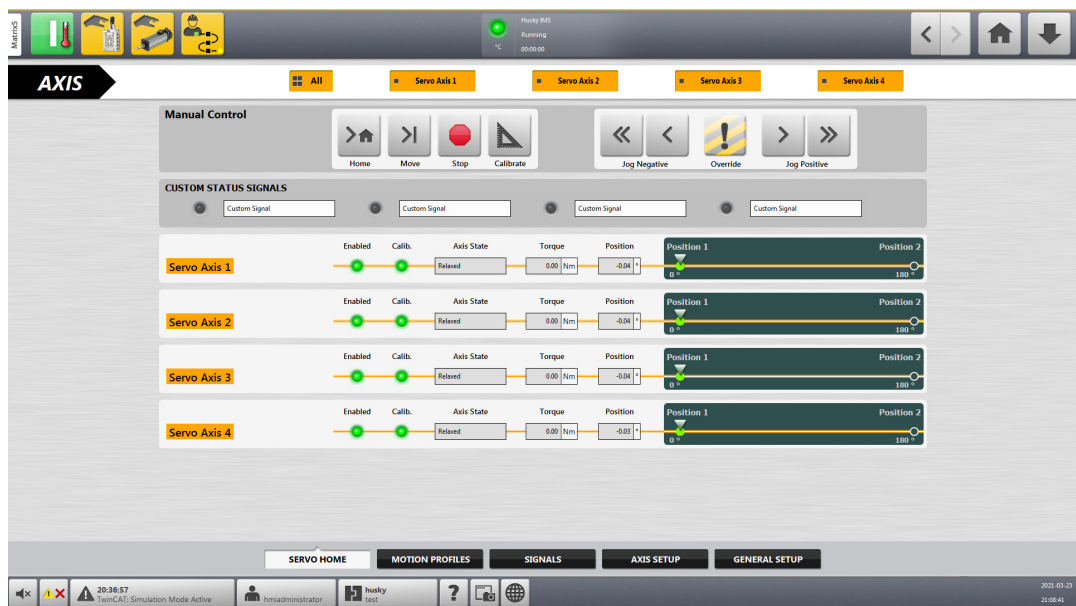 Matrix5
°C
Husky IMS
Running
00:00:00
AXIS
All
Servo Axis 1
Servo Axis 2
Servo Axis 3
Servo Axis 4
Manual Control
Home
Move
Stop
Calibrate
Jog Negative
Override
Jog Positive
CUSTOM STATUS SIGNALS
Custom Signal
Custom Signal
Custom Signal
Custom Signal
Enabled Calib. Axis State Torque Position Position 1 Position 2
Servo Axis 1 Relaxed 0.00 Nm -0.04 ° 0 ° 180 °
Enabled Calib. Axis State Torque Position Position 1 Position 2
Servo Axis 2 Relaxed 0.00 Nm -0.04 ° 0 ° 180 °
Enabled Calib. Axis State Torque Position Position 1 Position 2
Servo Axis 3 Relaxed 0.00 Nm -0.04 ° 0 ° 180 °
Enabled Calib. Axis State Torque Position Position 1 Position 2
Servo Axis 4 Relaxed 0.00 Nm -0.03 ° 0 ° 180 °
SERVO HOME
MOTION PROFILES
SIGNALS
AXIS SETUP
GENERAL SETUP
20:36:57
TwinCAT: Simulation Mode Active
hmiadministrator
husky
test
?
2021-03-23
21:08:41